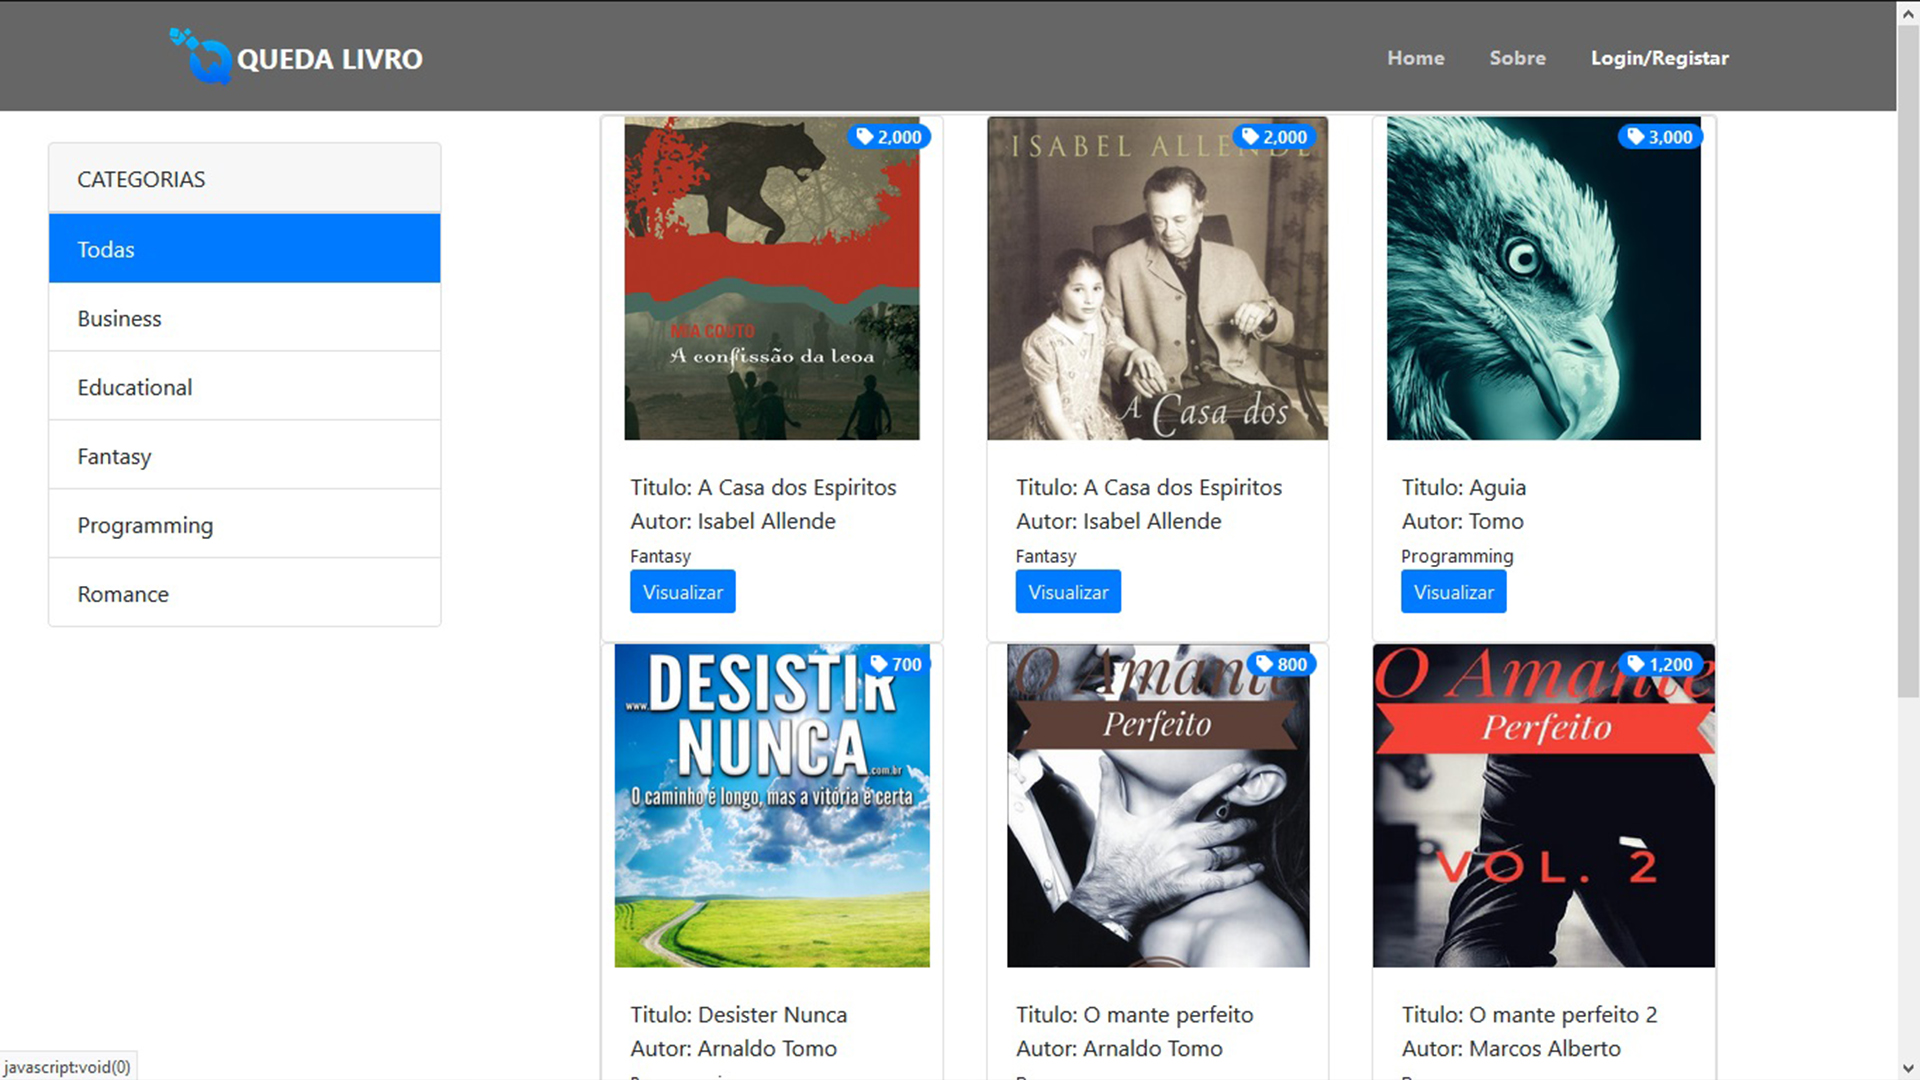 QUEDA LIVRO
Home
Sobre
Login/Registar
CATEGORIAS
Todas
Business
Educational
Fantasy
Programming
Romance
2,000
MIA COUTO
A confissão da leoa
Titulo: A Casa dos Espiritos
Autor: Isabel Allende
Fantasy
Visualizar
2,000
ISABEL ALLENDE
A Casa dos
Titulo: A Casa dos Espiritos
Autor: Isabel Allende
Fantasy
Visualizar
3,000
Titulo: Aguia
Autor: Tomo
Programming
Visualizar
700
www.DESISTIR
NUNCA.com.br
O caminho é longo, mas a vitória é certa
Titulo: Desister Nunca
Autor: Arnaldo Tomo
800
O Amante
Perfeito
Titulo: O mante perfeito
Autor: Arnaldo Tomo
1,200
O Amante
Perfeito
VOL. 2
Titulo: O mante perfeito 2
Autor: Marcos Alberto
javascript:void(0)